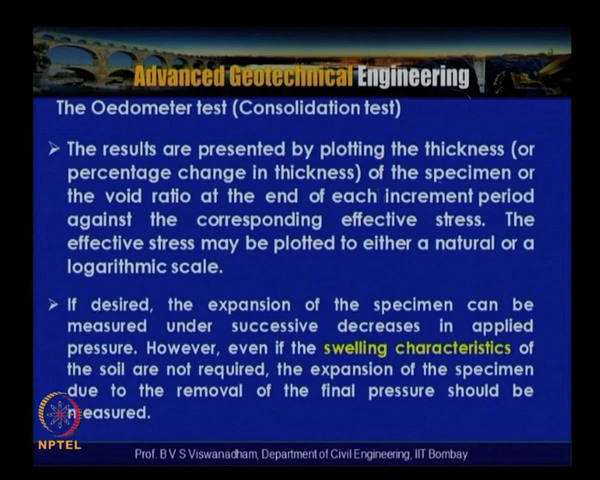 Advanced Geotechnical Engineering
The Oedometer test (Consolidation test)
➢ The results are presented by plotting the thickness (or
percentage change in thickness) of the specimen or
the void ratio at the end of each increment period
against the corresponding effective stress. The
effective stress may be plotted to either a natural or a
logarithmic scale.
➢ If desired, the expansion of the specimen can be
measured under successive decreases in applied
pressure. However, even if the swelling characteristics of
the soil are not required, the expansion of the specimen
due to the removal of the final pressure should be
measured.
NPTEL
Prof. B V S Viswanadham, Department of Civil Engineering, IIT Bombay